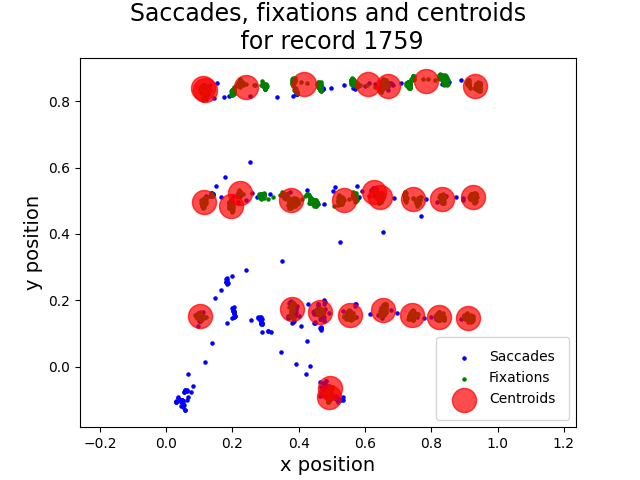 Saccades, fixations and centroids
for record 1759
y position
0.8
0.6
0.4
0.2
0.0
−0.2
0.0
0.2
0.4
0.6
0.8
1.0
1.2
x position
Saccades
Fixations
Centroids